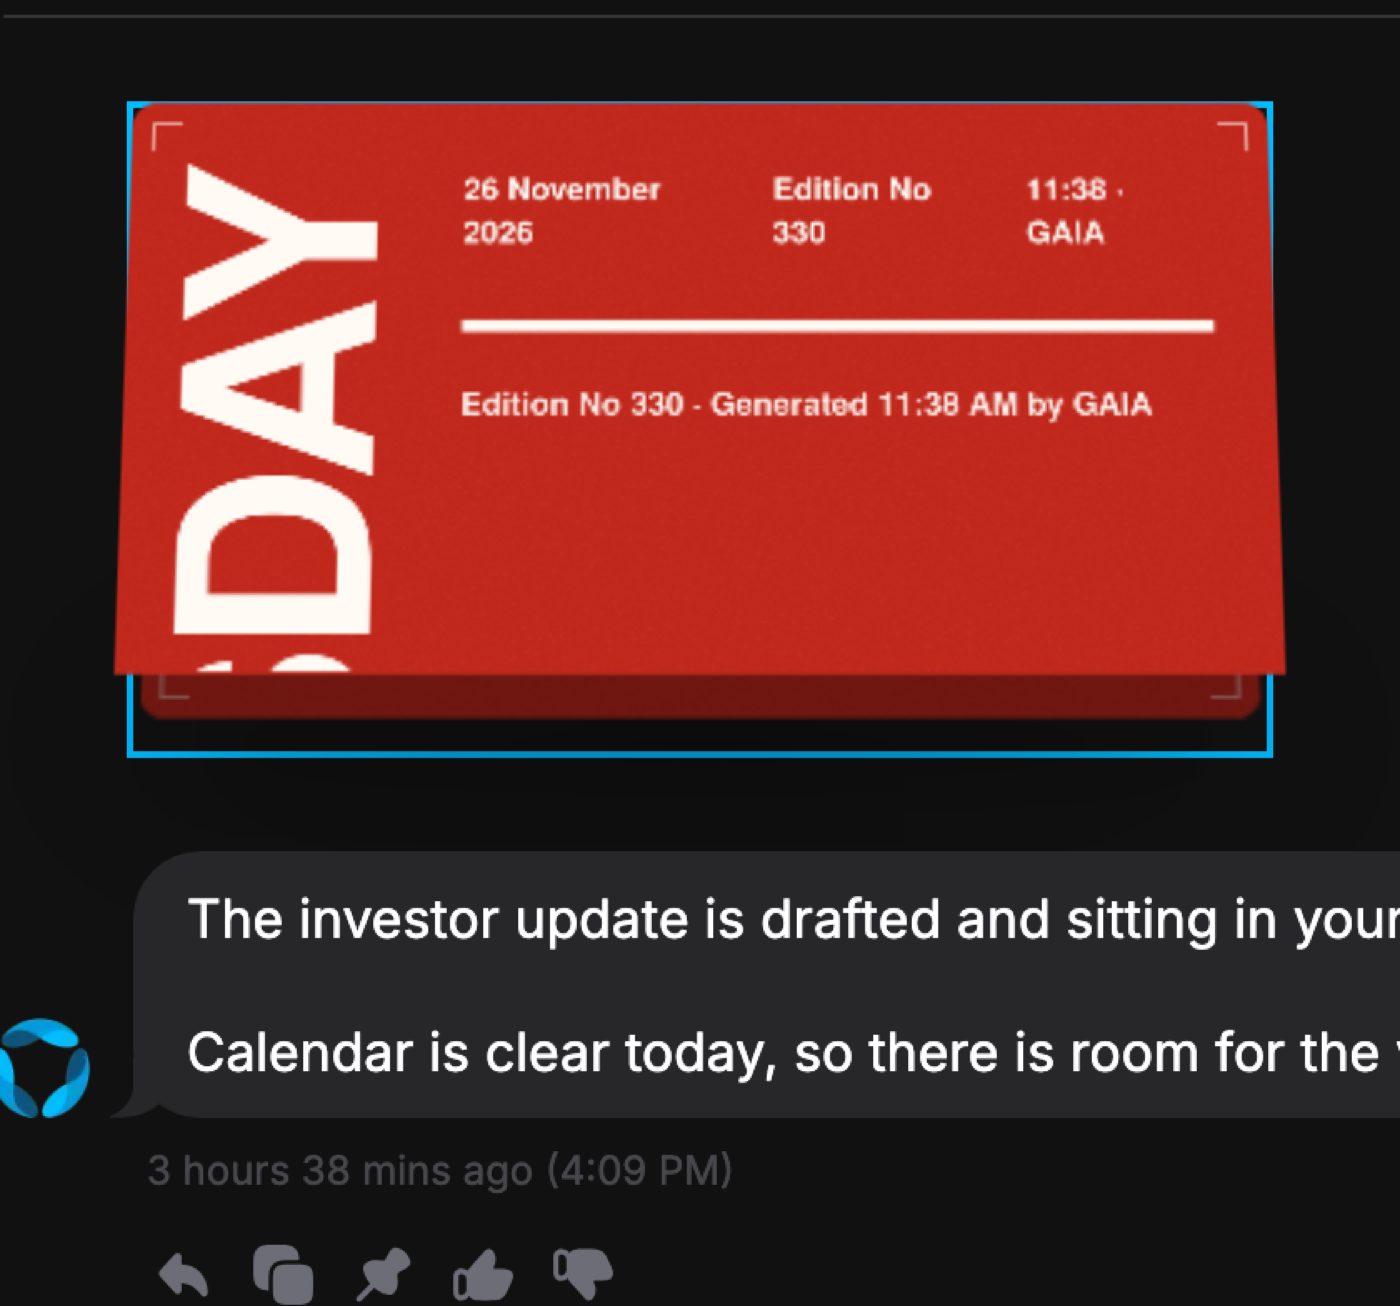 DAY
26 November
2026
Edition No
330
11:38 ·
GAIA
Edition No 330 - Generated 11:38 AM by GAIA
The investor update is drafted and sitting in your
Calendar is clear today, so there is room for the
3 hours 38 mins ago (4:09 PM)